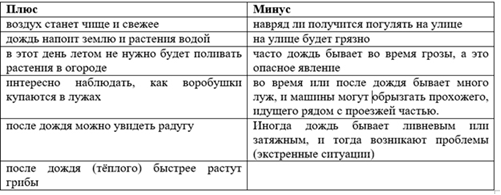 Плюс Минус
воздух станет чище и свежее навряд ли получится погулять на улице
дождь напоит землю и растения водой на улице будет грязно
в этот день летом не нужно будет поливать часто дождь бывает во время грозы, а это
растения в огороде опасное явление
интересно наблюдать, как воробушки во время или после дождя бывает много
купаются в лужах луж, и машины могут обрызгать прохожего,
идущего рядом с проезжей частью.
после дождя можно увидеть радугу Иногда дождь бывает ливневым или
затяжным, и тогда возникают проблемы
(экстренные ситуации)
после дождя (тёплого) быстрее растут
грибы